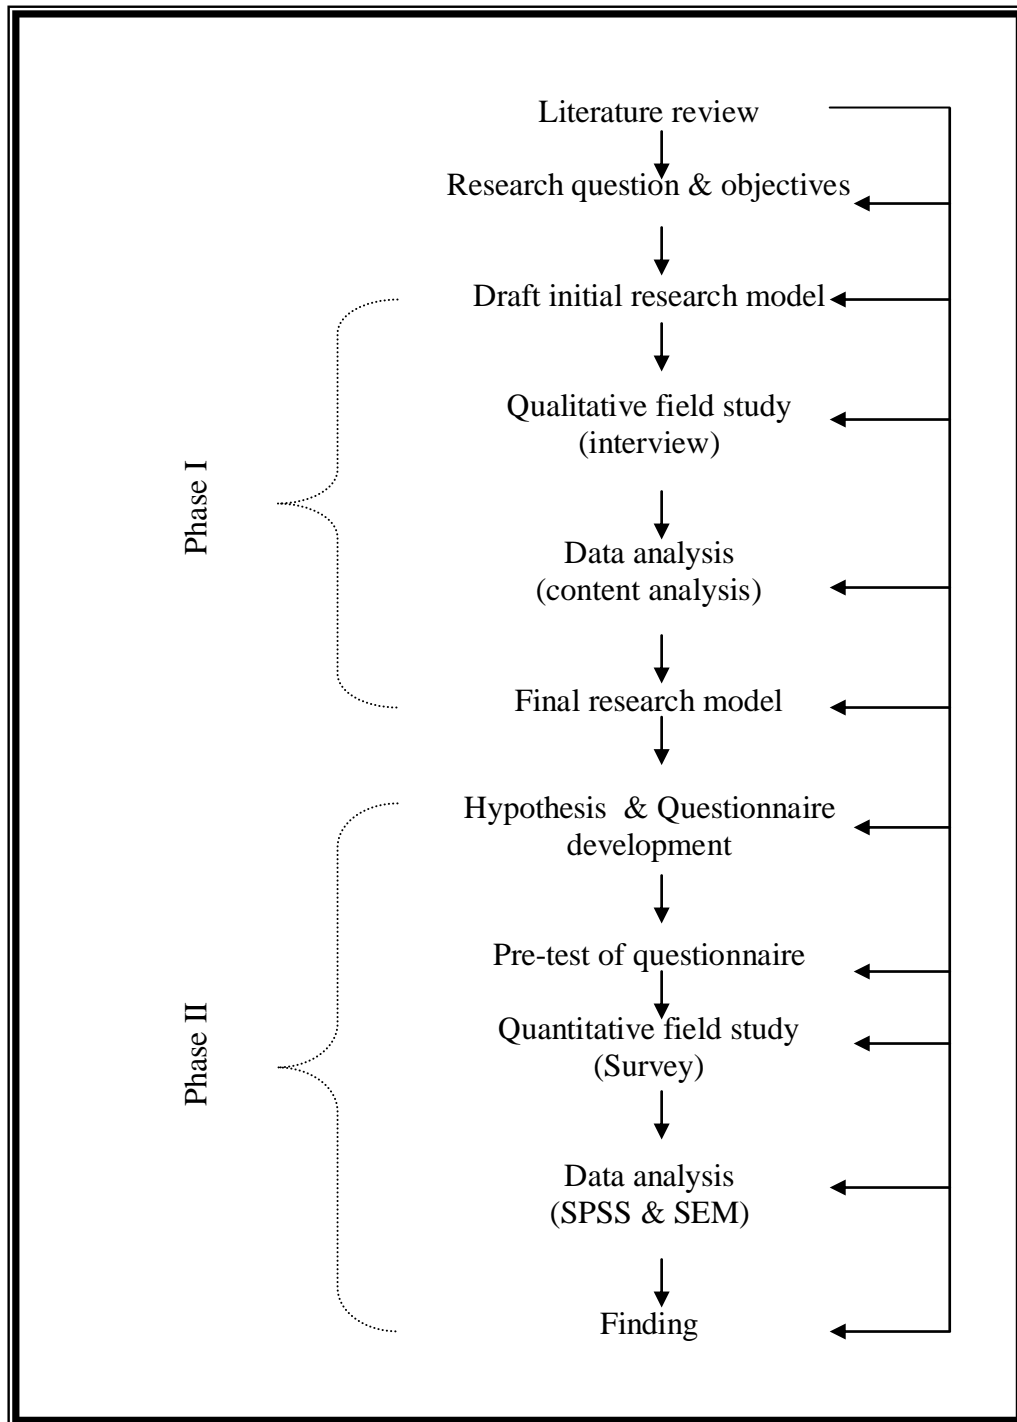 Literature review
Research question & objectives
Draft initial research model
Qualitative field study
(interview)
Phase I
Data analysis
(content analysis)
Final research model
Hypothesis & Questionnaire
development
Pre-test of questionnaire
Quantitative field study
(Survey)
Phase II
Data analysis
(SPSS & SEM)
Finding